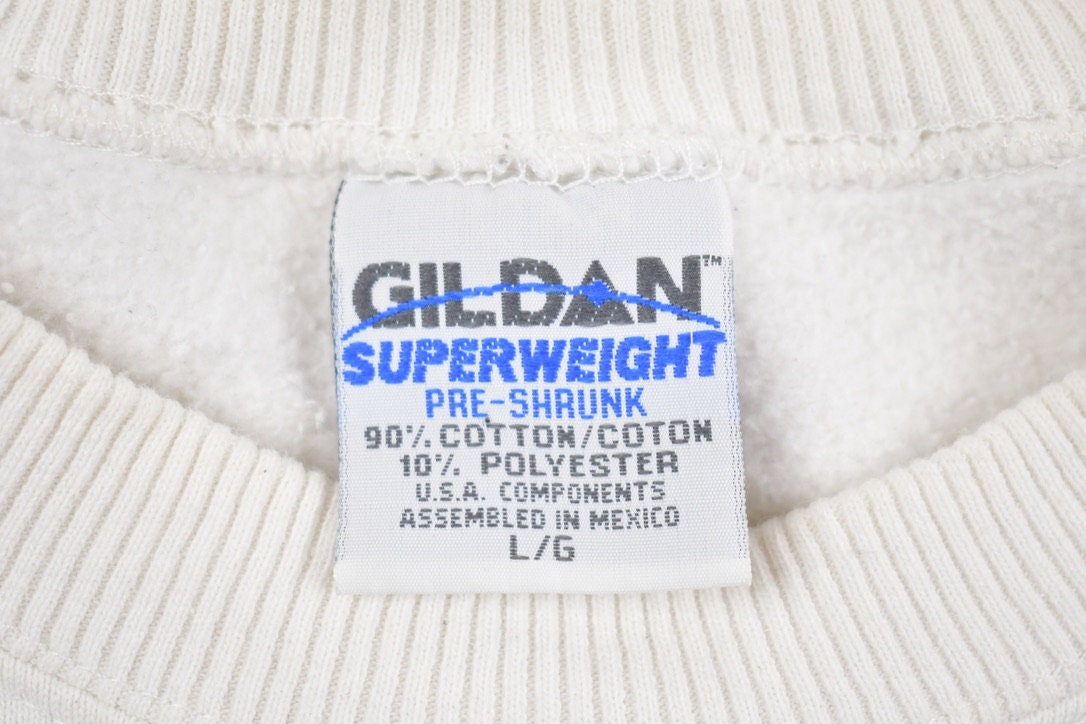 GILDAN™
SUPERWEIGHT
PRE-SHRUNK
90% COTTON/COTON
10% POLYESTER
U.S.A. COMPONENTS
ASSEMBLED IN MEXICO
L/G